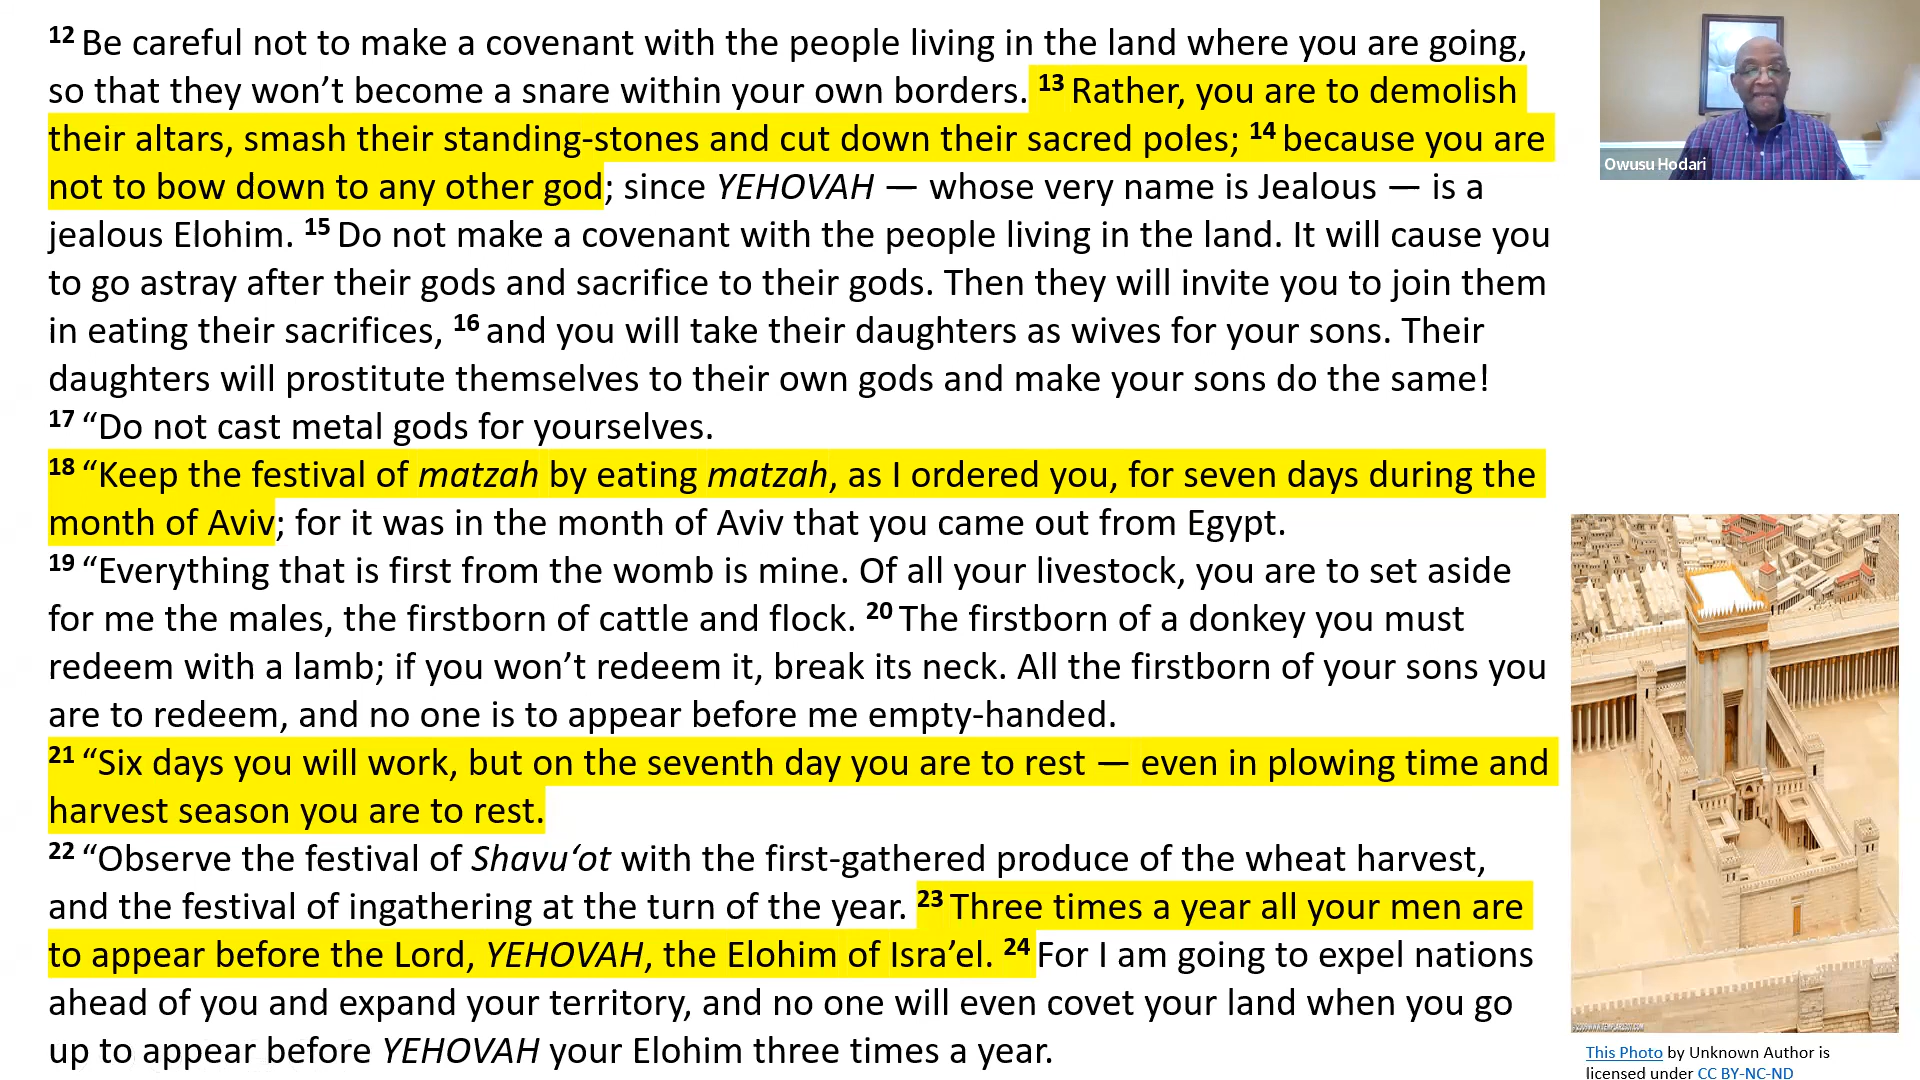 12 Be careful not to make a covenant with the people living in the land where you are going,
so that they won’t become a snare within your own borders. 13 Rather, you are to demolish
their altars, smash their standing-stones and cut down their sacred poles; 14 because you are
not to bow down to any other god; since YEHOVAH — whose very name is Jealous — is a
jealous Elohim. 15 Do not make a covenant with the people living in the land. It will cause you
to go astray after their gods and sacrifice to their gods. Then they will invite you to join them
in eating their sacrifices, 16 and you will take their daughters as wives for your sons. Their
daughters will prostitute themselves to their own gods and make your sons do the same!
17 “Do not cast metal gods for yourselves.
18 “Keep the festival of matzah by eating matzah, as I ordered you, for seven days during the
month of Aviv; for it was in the month of Aviv that you came out from Egypt.
19 “Everything that is first from the womb is mine. Of all your livestock, you are to set aside
for me the males, the firstborn of cattle and flock. 20 The firstborn of a donkey you must
redeem with a lamb; if you won’t redeem it, break its neck. All the firstborn of your sons you
are to redeem, and no one is to appear before me empty-handed.
21 “Six days you will work, but on the seventh day you are to rest — even in plowing time and
harvest season you are to rest.
22 “Observe the festival of Shavu‘ot with the first-gathered produce of the wheat harvest,
and the festival of ingathering at the turn of the year. 23 Three times a year all your men are
to appear before the Lord, YEHOVAH, the Elohim of Isra’el. 24 For I am going to expel nations
ahead of you and expand your territory, and no one will even covet your land when you go
up to appear before YEHOVAH your Elohim three times a year.
Owusu Hodari
This Photo by Unknown Author is
licensed under CC BY-NC-ND